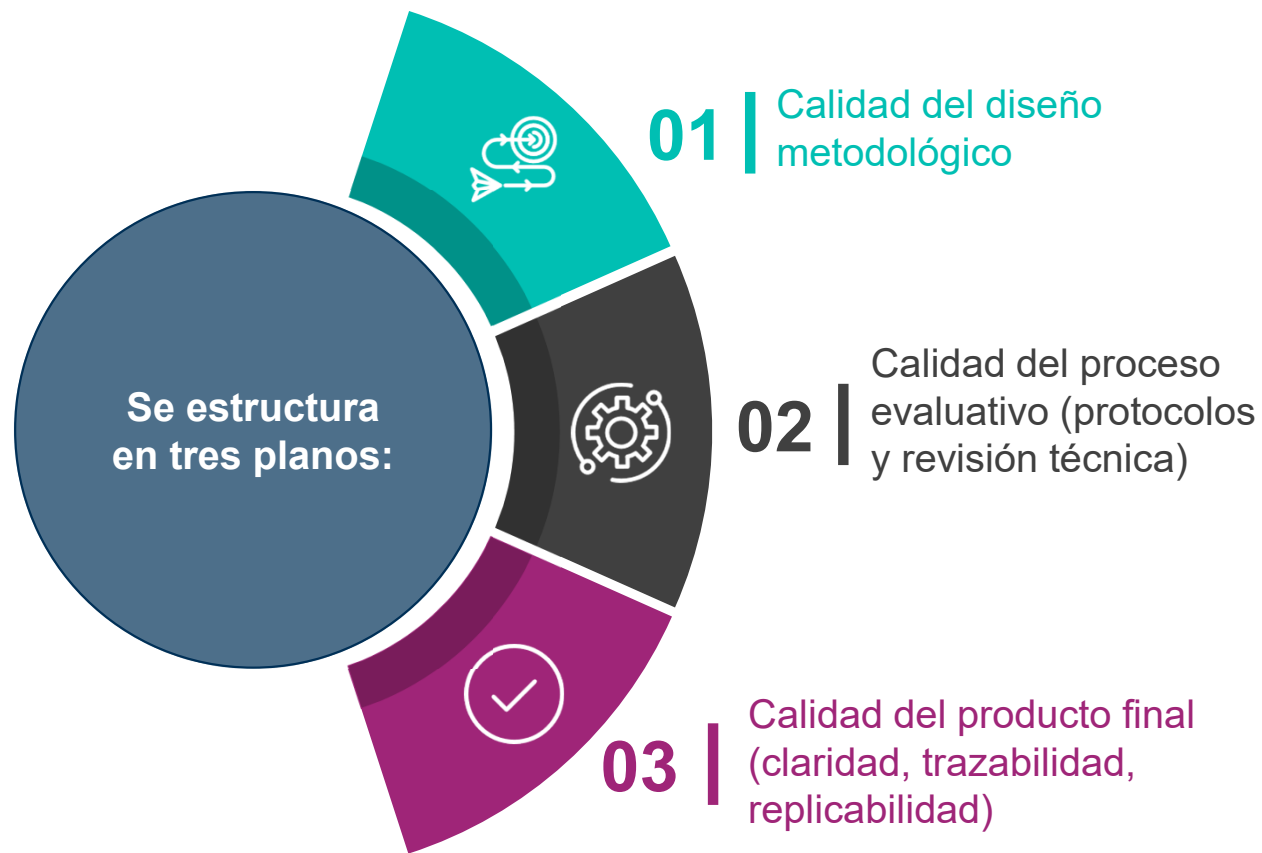 Se estructura
en tres planos:
01
Calidad del diseño
metodológico
02
Calidad del proceso
evaluativo (protocolos
y revisión técnica)
03
Calidad del producto final
(claridad, trazabilidad,
replicabilidad)